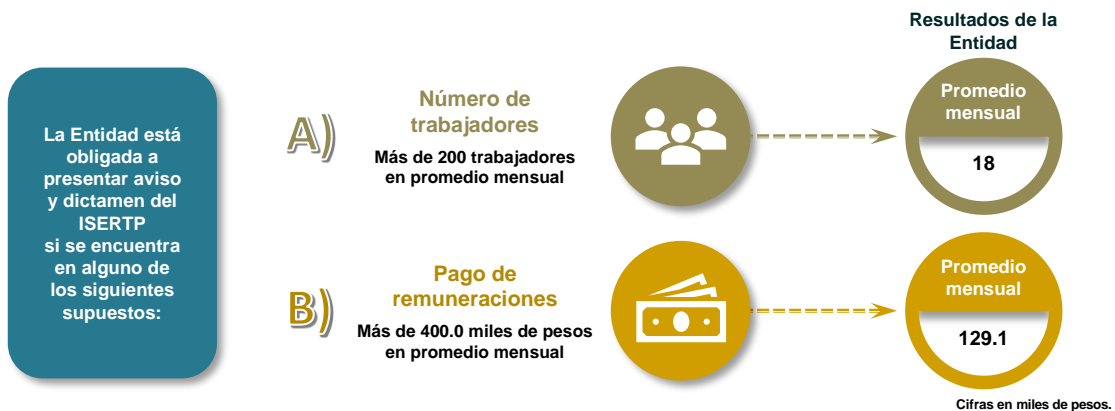 La Entidad está
obligada a
presentar aviso
y dictamen del
ISERTP
si se encuentra
en alguno de
los siguientes
supuestos:
A)
Número de
trabajadores
Más de 200 trabajadores
en promedio mensual
Resultados de la
Entidad
Promedio
mensual
18
B)
Pago de
remuneraciones
Más de 400.0 miles de pesos
en promedio mensual
Promedio
mensual
129.1
Cifras en miles de pesos.